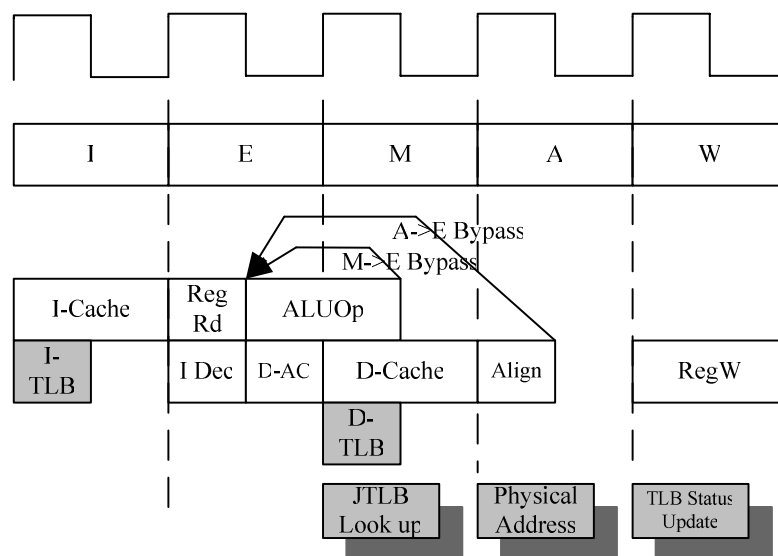 I E M A W
A->E Bypass
M->E Bypass
I-Cache
Reg
Rd
ALUOp
I-
TLB
I Dec
D-AC
D-Cache
Align
RegW
D-
TLB
JTLB
Look up
Physical
Address
TLB Status
Update